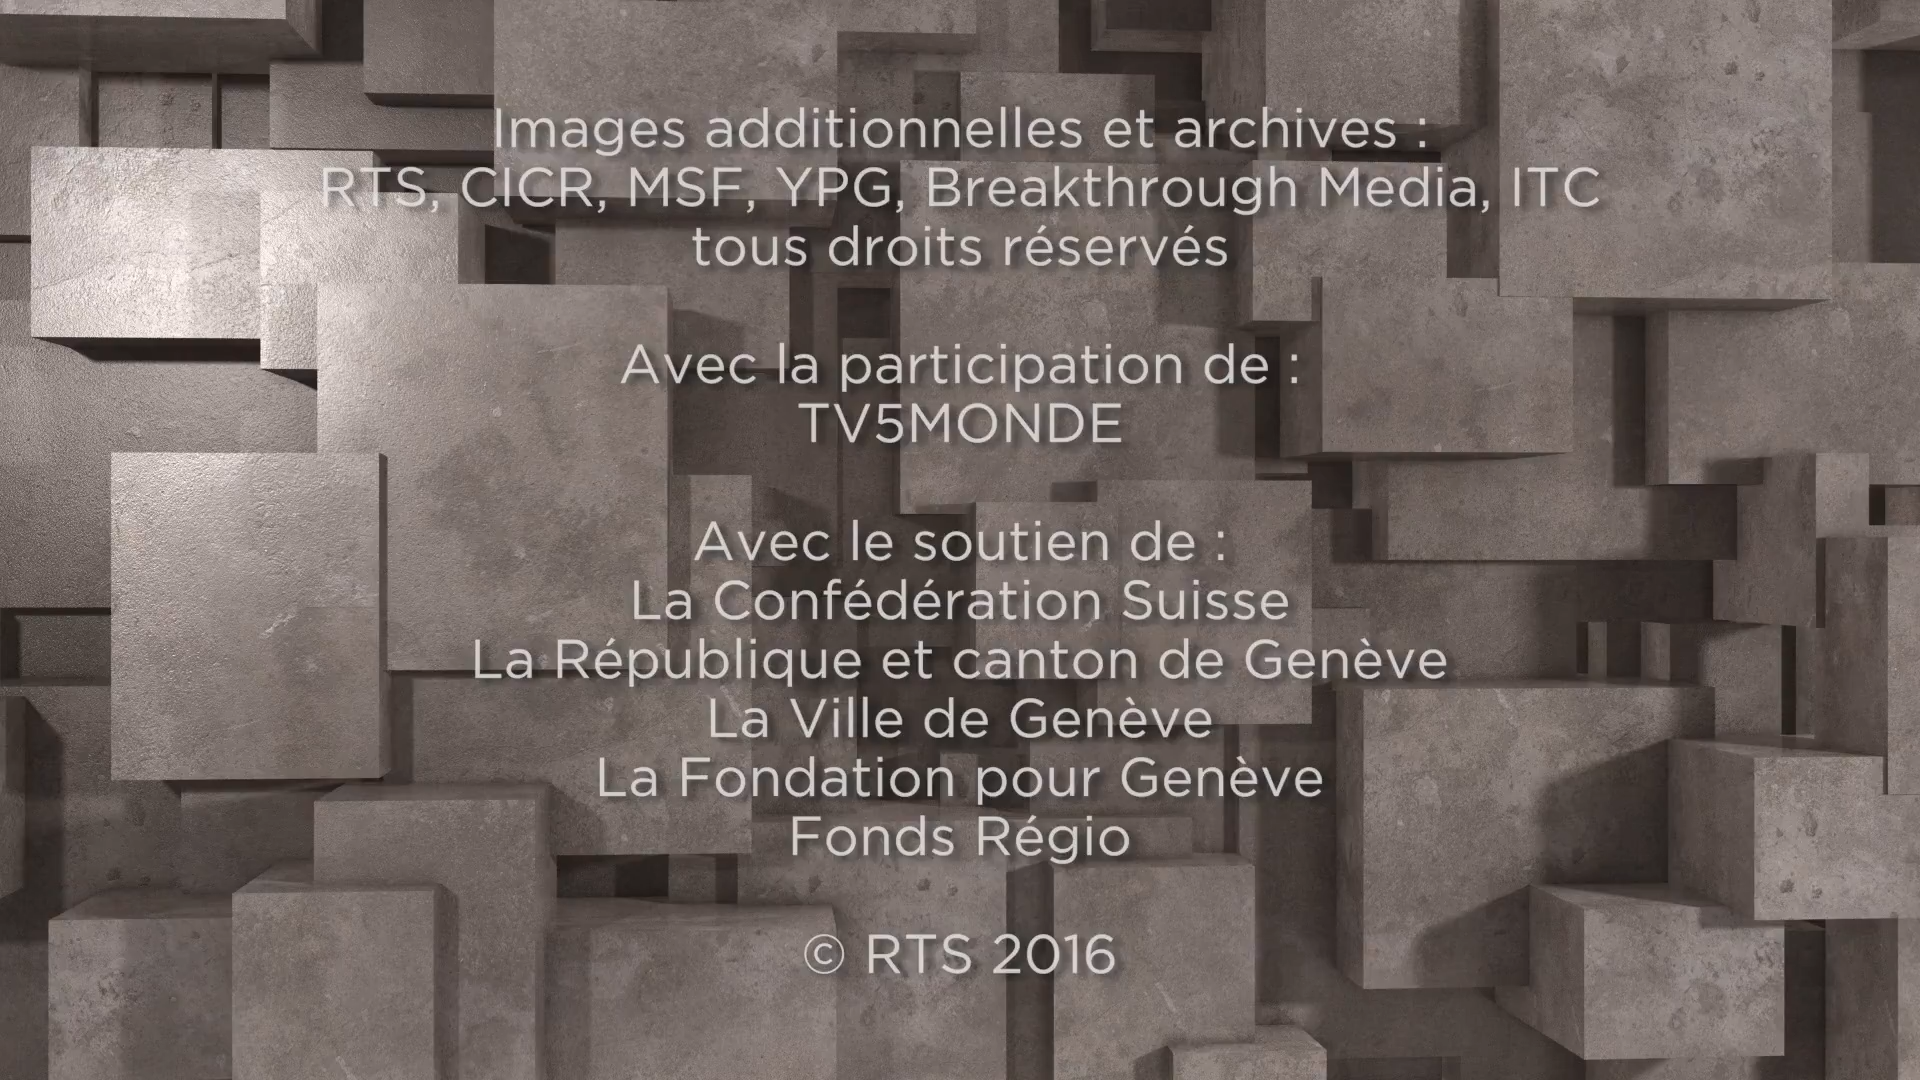 Images additionnelles et archives :
RTS, CICR, MSF, YPG, Breakthrough Media, ITC
tous droits réservés
Avec la participation de :
TV5MONDE
Avec le soutien de :
La Confédération Suisse
La République et canton de Genève
La Ville de Genève
La Fondation pour Genève
Fonds Régio
© RTS 2016